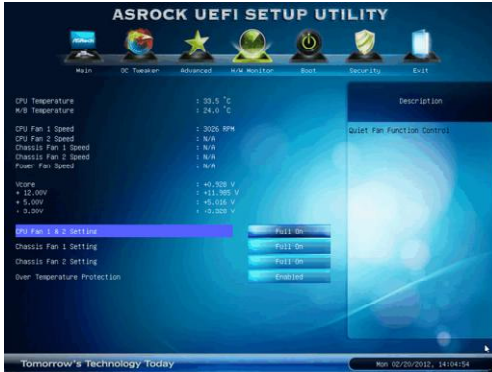 ASROCK UEFI SETUP UTILITY
ASRock
Main OC Tweaker Advanced H/W Monitor Boot Security Exit
CPU Temperature : 33.5 °C
M/B Temperature : 24.0 °C
Description
CPU Fan 1 Speed : 3026 RPM
Quiet Fan Function Control
CPU Fan 2 Speed : N/A
Chassis Fan 1 Speed : N/A
Chassis Fan 2 Speed : N/A
Power Fan Speed : N/A
Vcore : +0.928 V
+ 12.00V : +11.985 V
+ 5.00V : +5.016 V
+ 3.30V : +3.328 V
CPU Fan 1 & 2 Setting Full On
Chassis Fan 1 Setting Full On
Chassis Fan 2 Setting Full On
Over Temperature Protection Enabled
Tomorrow's Technology Today
Mon 02/20/2012, 14:04:54